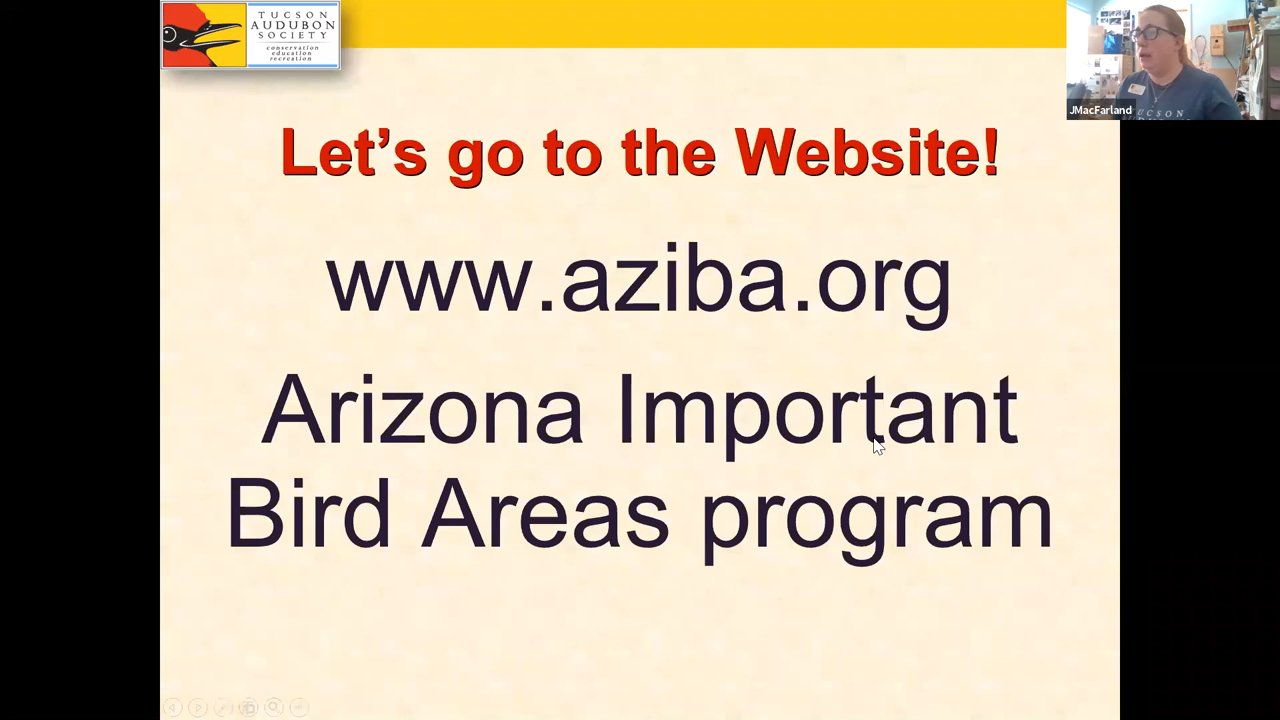 TUCSON
AUDUBON
SOCIETY
conservation
education
recreation
JMacFarland
TUCSON
Let's go to the Website!
www.aziba.org
Arizona Important
Bird Areas program